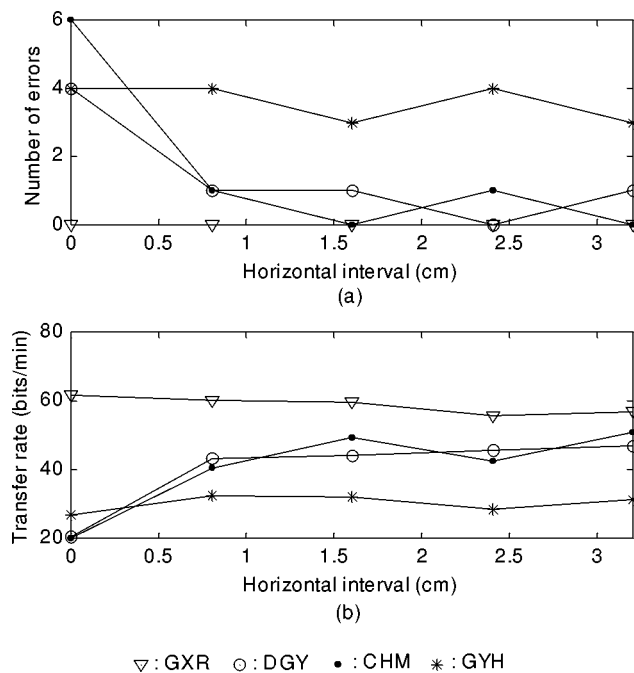 6
4
2
0
Number of errors
0 0.5 1 1.5 2 2.5 3
Horizontal interval (cm)
(a)
80
60
40
20
Transfer rate (bits/min)
0 0.5 1 1.5 2 2.5 3
Horizontal interval (cm)
(b)
: GXR : DGY : CHM : GYH